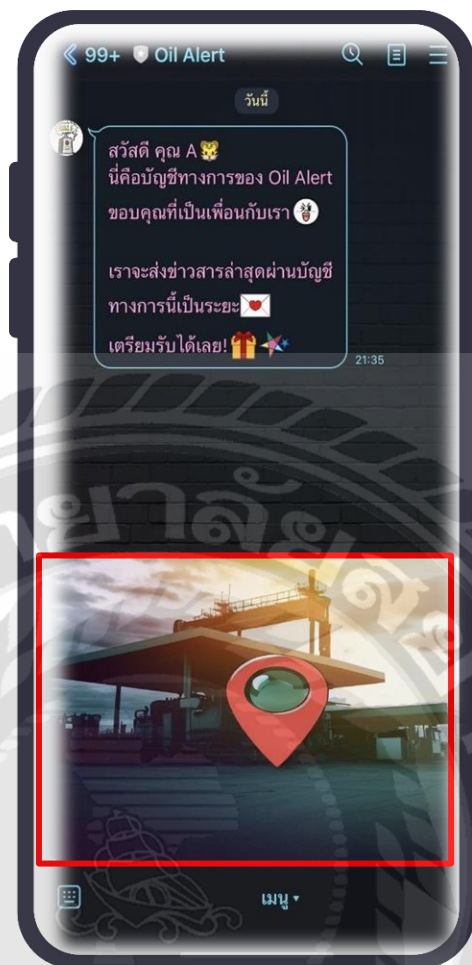 99+ Oil Alert
วันนี้
สวัสดี คุณ A
นี่คือบัญชีทางการของ Oil Alert
ขอบคุณที่เป็นเพื่อนกับเรา
เราจะส่งข่าวสารล่าสุดผ่านบัญชี
ทางการนี้เป็นระยะ
เตรียมรับได้เลย!
21:35
เมนู